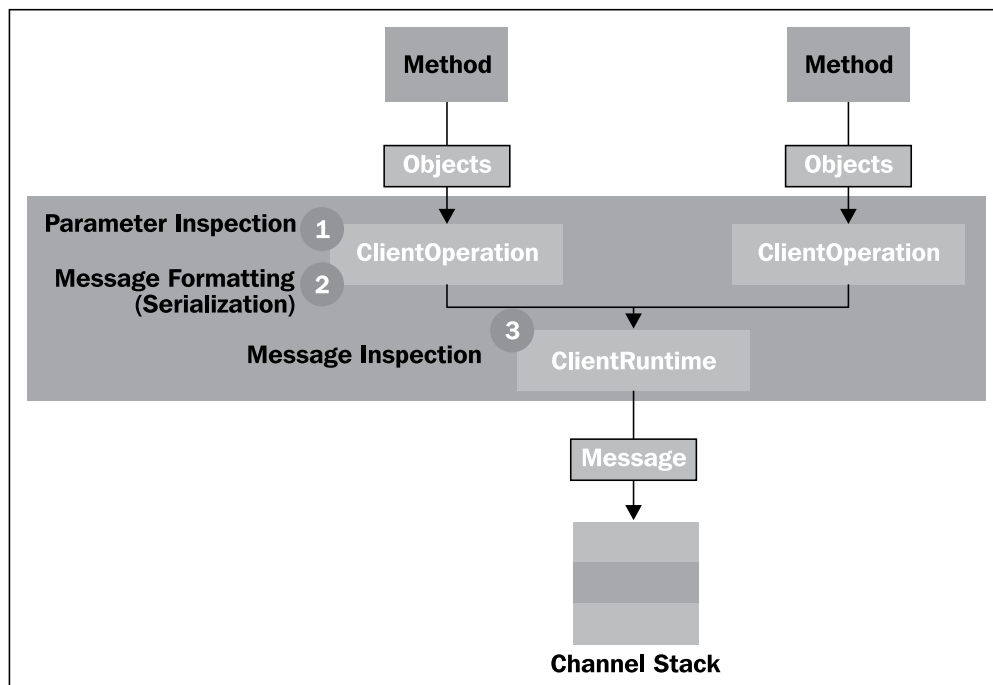 Method
Method
Objects
Objects
Parameter Inspection
1
ClientOperation
ClientOperation
Message Formatting
(Serialization)
2
3
Message Inspection
ClientRuntime
Message
Channel Stack